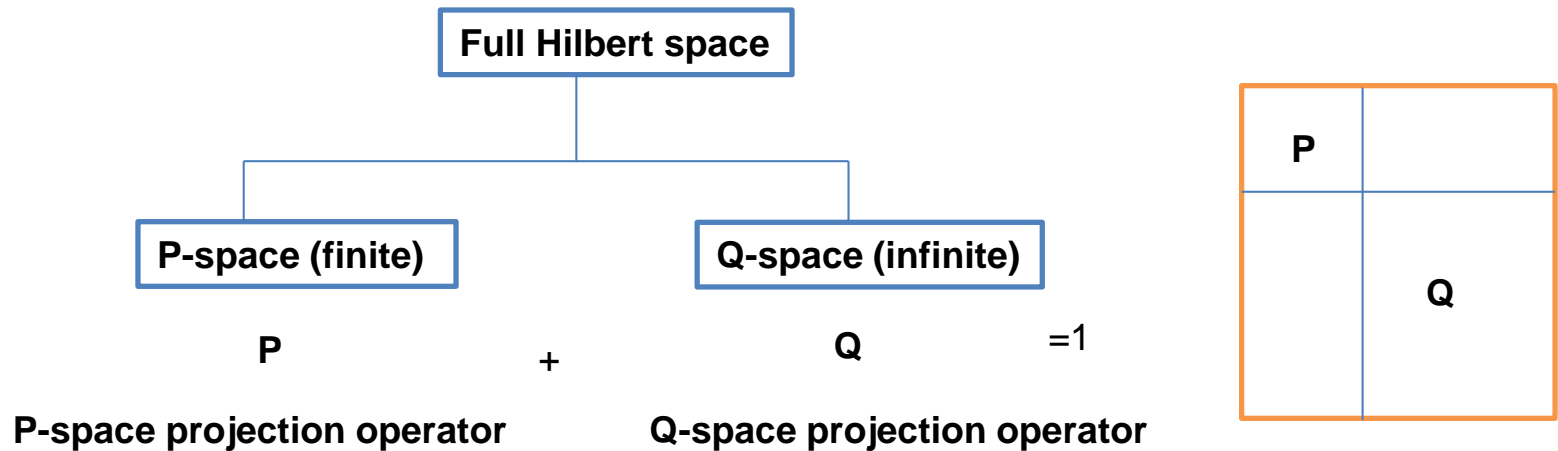 Full Hilbert space
P-space (finite)
Q-space (infinite)
P + Q =1
P-space projection operator
Q-space projection operator
P
Q